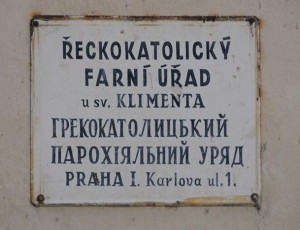 ŘECKOKATOLICKÝ
FARNÍ ÚŘAD
u sv. KLIMENTA
ГРЕКОКАТОЛИЦЬКИЙ
ПАРОХІЯЛЬНИЙ УРЯД
PRAHA I. Karlova ul. 1.